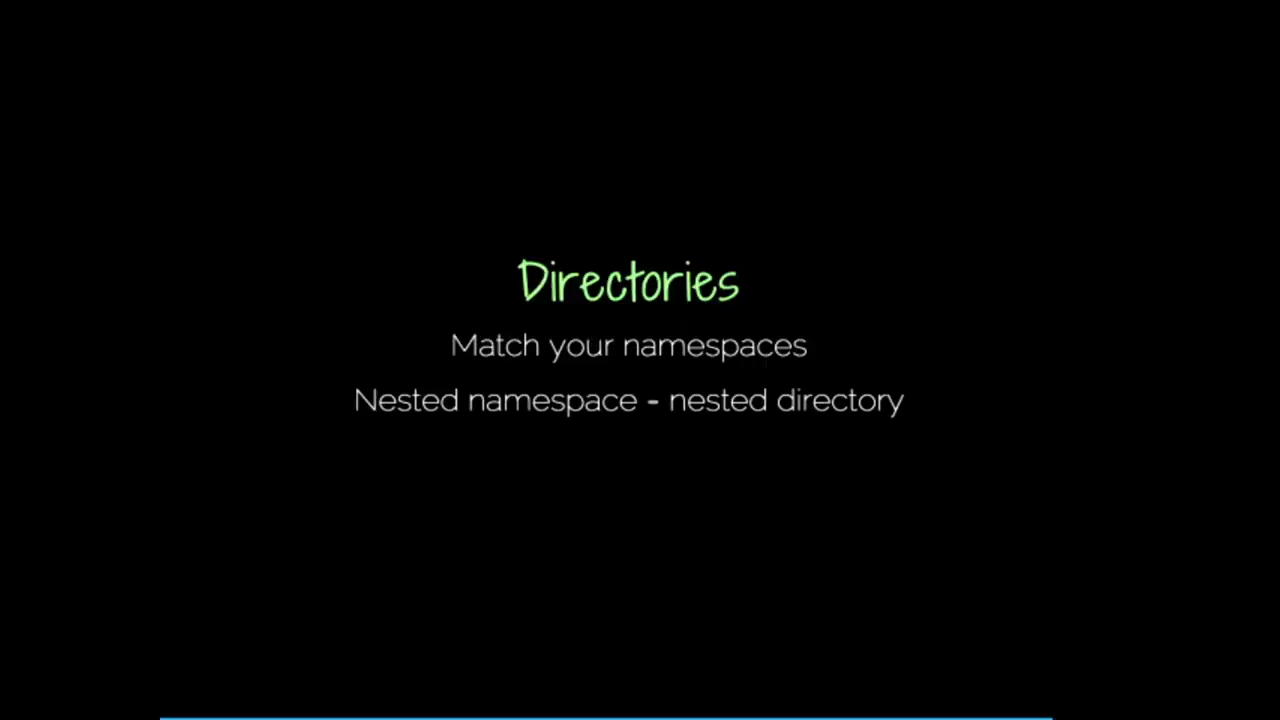 Directories
Match your namespaces
Nested namespace - nested directory